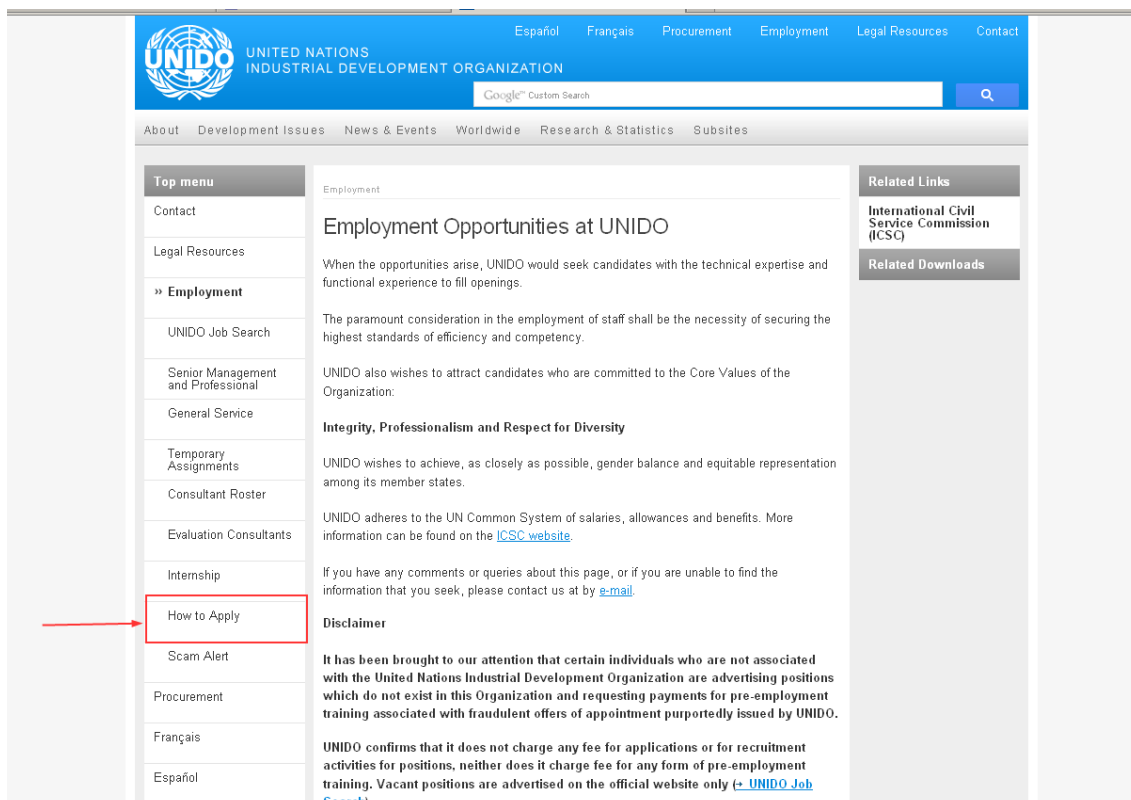 Español Français Procurement Employment Legal Resources Contact
UNIDO
UNITED NATIONS
INDUSTRIAL DEVELOPMENT ORGANIZATION
Google™ Custom Search
About Development Issues News & Events Worldwide Research & Statistics Subsites
Top menu
Contact
Legal Resources
» Employment
UNIDO Job Search
Senior Management
and Professional
General Service
Temporary
Assignments
Consultant Roster
Evaluation Consultants
Internship
How to Apply
Scam Alert
Procurement
Français
Español
Employment
Employment Opportunities at UNIDO
When the opportunities arise, UNIDO would seek candidates with the technical expertise and
functional experience to fill openings.
The paramount consideration in the employment of staff shall be the necessity of securing the
highest standards of efficiency and competency.
UNIDO also wishes to attract candidates who are committed to the Core Values of the
Organization:
Integrity, Professionalism and Respect for Diversity
UNIDO wishes to achieve, as closely as possible, gender balance and equitable representation
among its member states.
UNIDO adheres to the UN Common System of salaries, allowances and benefits. More
information can be found on the ICSC website.
If you have any comments or queries about this page, or if you are unable to find the
information that you seek, please contact us at by e-mail.
Disclaimer
It has been brought to our attention that certain individuals who are not associated
with the United Nations Industrial Development Organization are advertising positions
which do not exist in this Organization and requesting payments for pre-employment
training associated with fraudulent offers of appointment purportedly issued by UNIDO.
UNIDO confirms that it does not charge any fee for applications or for recruitment
activities for positions, neither does it charge fee for any form of pre-employment
training. Vacant positions are advertised on the official website only (→ UNIDO Job
Related Links
International Civil
Service Commission
(ICSC)
Related Downloads